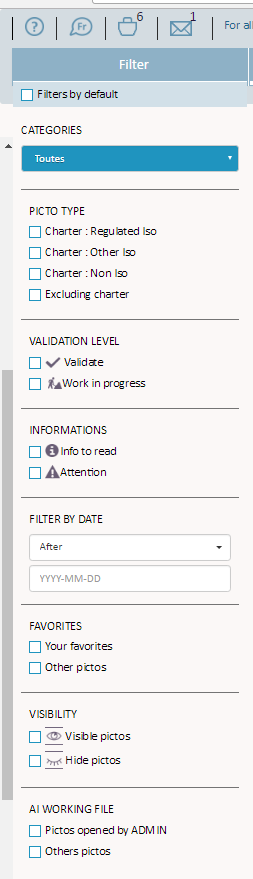 ?
Fr
6
1
For all
Filter
Filters by default
CATEGORIES
Toutes
PICTO TYPE
Charter : Regulated Iso
Charter : Other Iso
Charter : Non Iso
Excluding charter
VALIDATION LEVEL
Validate
Work in progress
INFORMATIONS
Info to read
Attention
FILTER BY DATE
After
YYYY-MM-DD
FAVORITES
Your favorites
Other pictos
VISIBILITY
Visible pictos
Hide pictos
AI WORKING FILE
Pictos opened by ADMIN
Others pictos